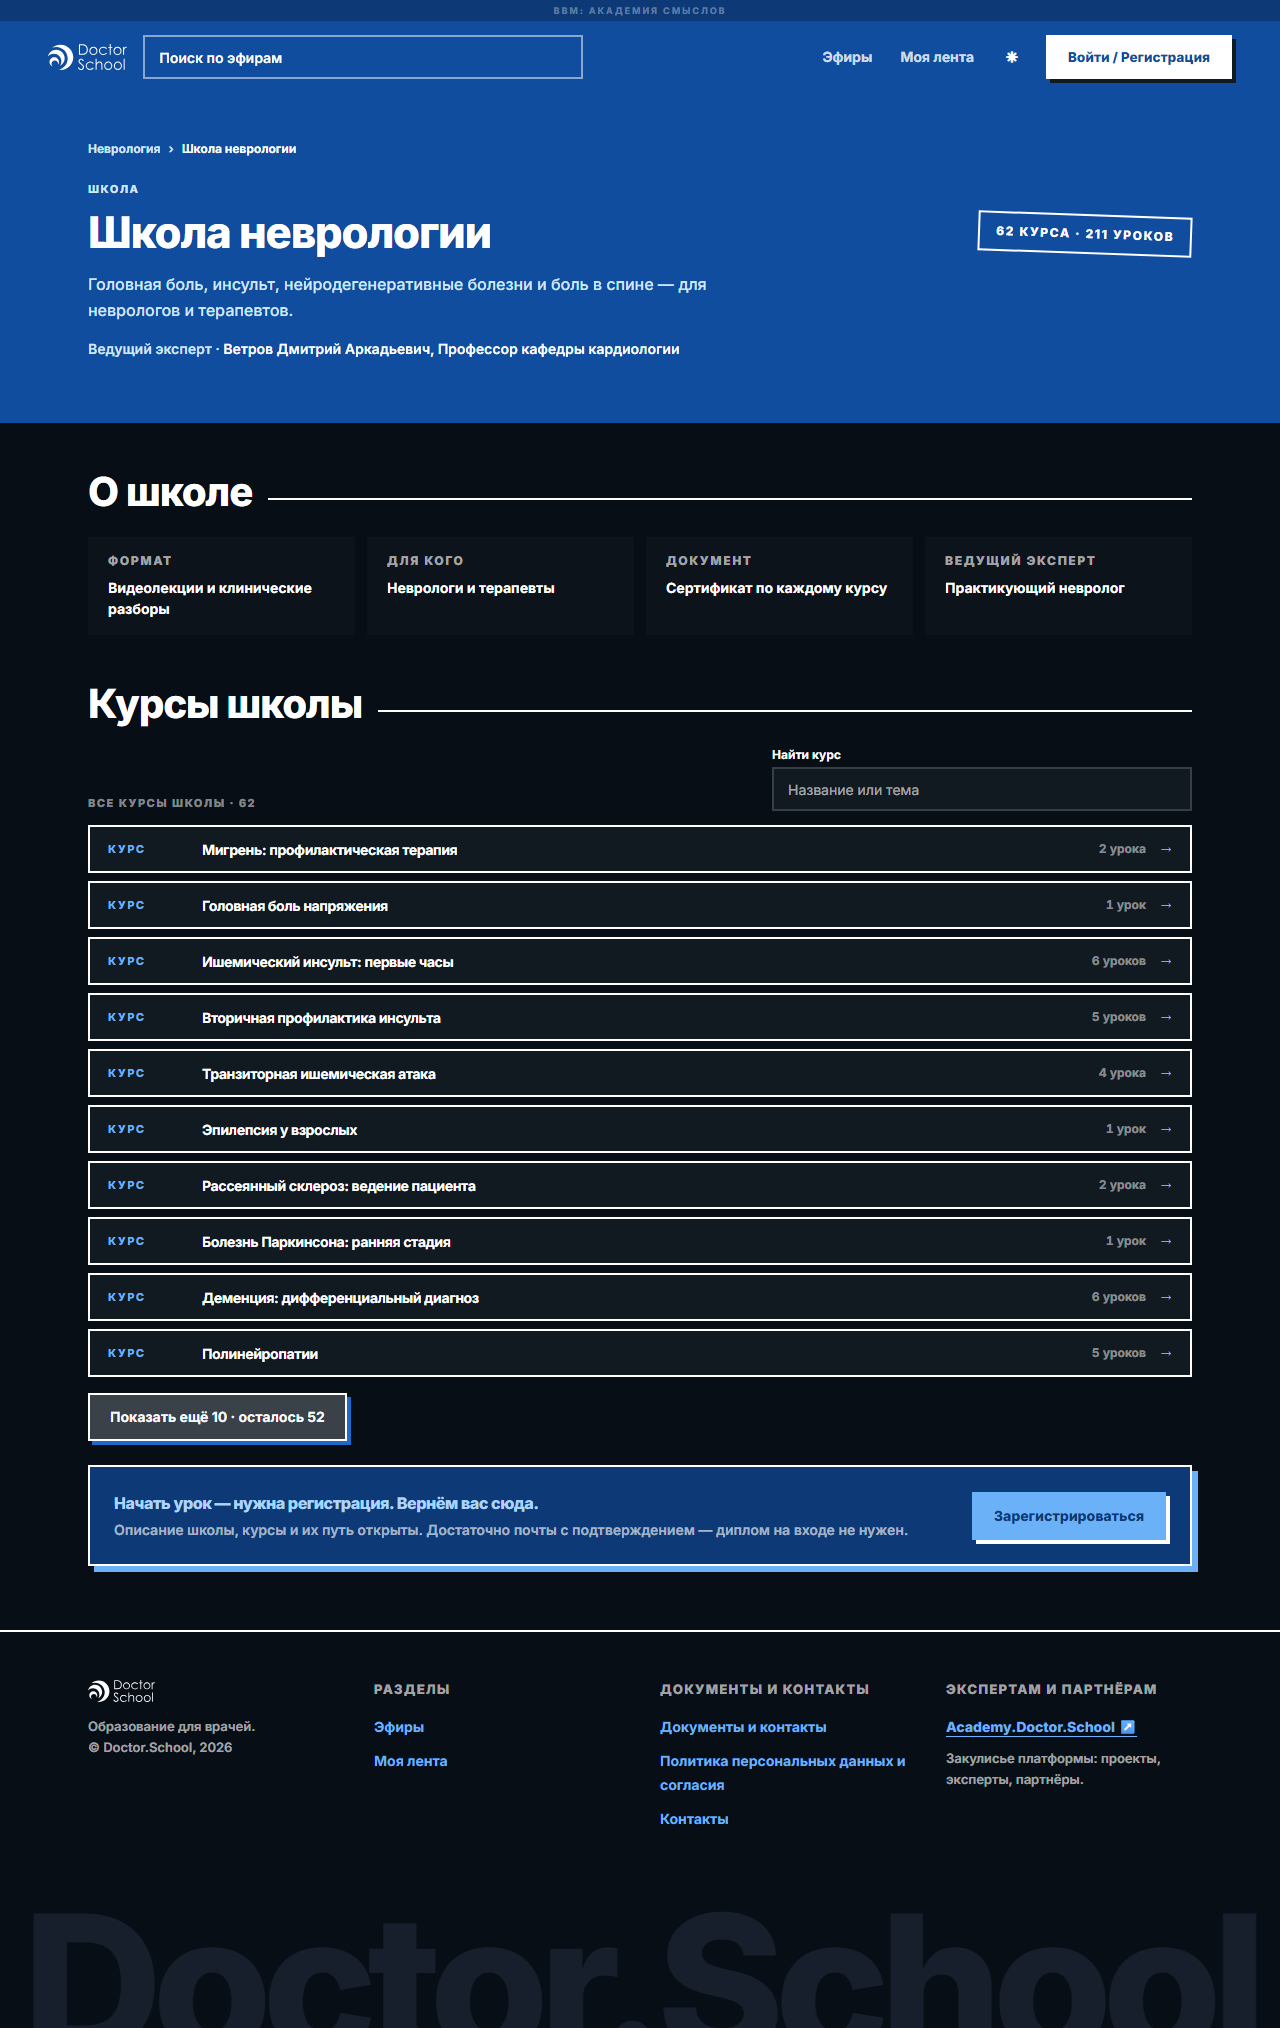 ВВМ: АКАДЕМИЯ СМЫСЛОВ
Doctor
School
Поиск по эфирам
Эфиры
Моя лента
Войти / Регистрация
Неврология › Школа неврологии
ШКОЛА
Школа неврологии
62 КУРСА · 211 УРОКОВ
Головная боль, инсульт, нейродегенеративные болезни и боль в спине — для
неврологов и терапевтов.
Ведущий эксперт · Ветров Дмитрий Аркадьевич, Профессор кафедры кардиологии
О школе
ФОРМАТ
Видеолекции и клинические
разборы
ДЛЯ КОГО
Неврологи и терапевты
ДОКУМЕНТ
Сертификат по каждому курсу
ВЕДУЩИЙ ЭКСПЕРТ
Практикующий невролог
Курсы школы
Найти курс
Название или тема
ВСЕ КУРСЫ ШКОЛЫ · 62
КУРС Мигрень: профилактическая терапия 2 урока →
КУРС Головная боль напряжения 1 урок →
КУРС Ишемический инсульт: первые часы 6 уроков →
КУРС Вторичная профилактика инсульта 5 уроков →
КУРС Транзиторная ишемическая атака 4 урока →
КУРС Эпилепсия у взрослых 1 урок →
КУРС Рассеянный склероз: ведение пациента 2 урока →
КУРС Болезнь Паркинсона: ранняя стадия 1 урок →
КУРС Деменция: дифференциальный диагноз 6 уроков →
КУРС Полинейропатии 5 уроков →
Показать ещё 10 · осталось 52
Начать урок — нужна регистрация. Вернём вас сюда.
Описание школы, курсы и их путь открыты. Достаточно почты с подтверждением — диплом на входе не нужен.
Зарегистрироваться
Doctor
School
Образование для врачей.
© Doctor.School, 2026
РАЗДЕЛЫ
Эфиры
Моя лента
ДОКУМЕНТЫ И КОНТАКТЫ
Документы и контакты
Политика персональных данных и
согласия
Контакты
ЭКСПЕРТАМ И ПАРТНЁРАМ
Academy.Doctor.School ↗
Закулисье платформы: проекты,
эксперты, партнёры.
Doctor.School